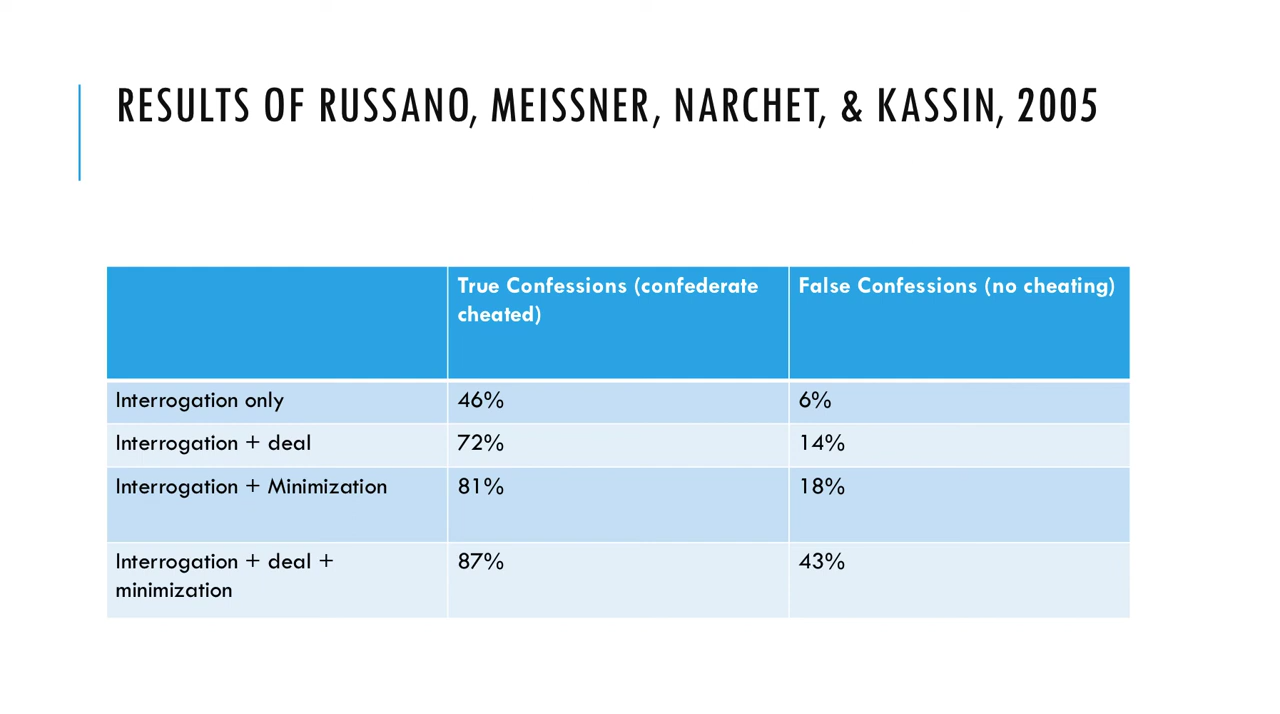 RESULTS OF RUSSANO, MEISSNER, NARCHET, & KASSIN, 2005
True Confessions (confederate
cheated)
False Confessions (no cheating)
Interrogation only
46%
6%
Interrogation + deal
72%
14%
Interrogation + Minimization
81%
18%
Interrogation + deal +
minimization
87%
43%